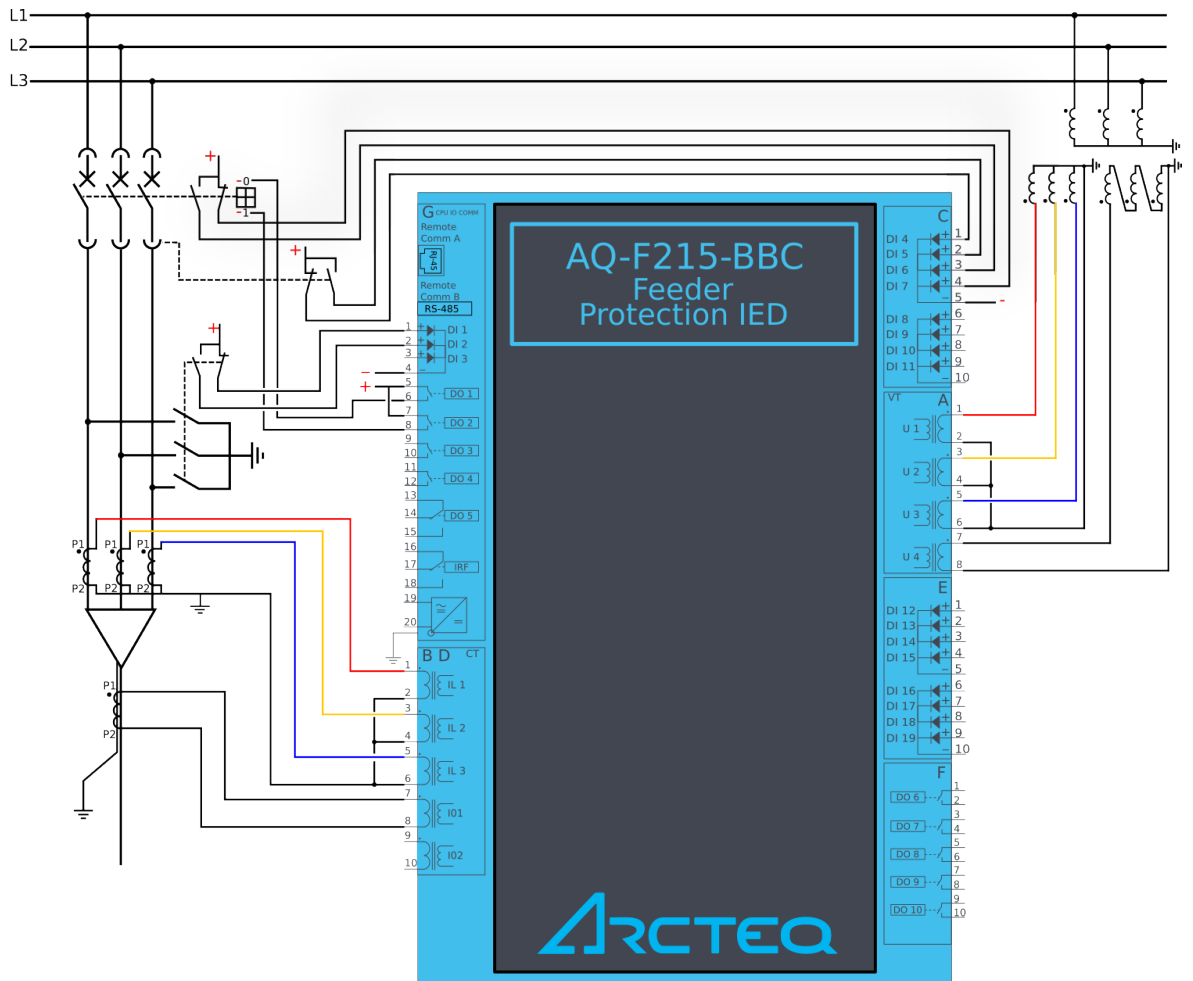 L1
L2
L3
+
-0
-1
+
+
G CPU IO COMM
Remote
Comm A
RJ-45
Remote
Comm B
RS-485
1 + DI 1
2 + DI 2
3 + DI 3
4 -
-
+
5
6 DO 1
7
8 DO 2
9
10 DO 3
11
12 DO 4
13
14 DO 5
15
16
17 IRF
18
19
20
B D CT
1
2 IL 1
3
4 IL 2
5
6 IL 3
7
8 I01
9
10 I02
P1 P1 P1
P2 P2 P2
P1
P2
AQ-F215-BBC
Feeder
Protection IED
ARCTEQ
C
DI 4 + 1
DI 5 + 2
DI 6 + 3
DI 7 + 4
- 5 -
DI 8 + 6
DI 9 + 7
DI 10 + 8
DI 11 + 9
- 10
VT A
1
U 1 2
3
U 2 4
5
U 3 6
7
U 4 8
E
DI 12 + 1
DI 13 + 2
DI 14 + 3
DI 15 + 4
- 5
DI 16 + 6
DI 17 + 7
DI 18 + 8
DI 19 + 9
- 10
F
1
DO 6 2
3
DO 7 4
5
DO 8 6
7
DO 9 8
9
DO 10 10